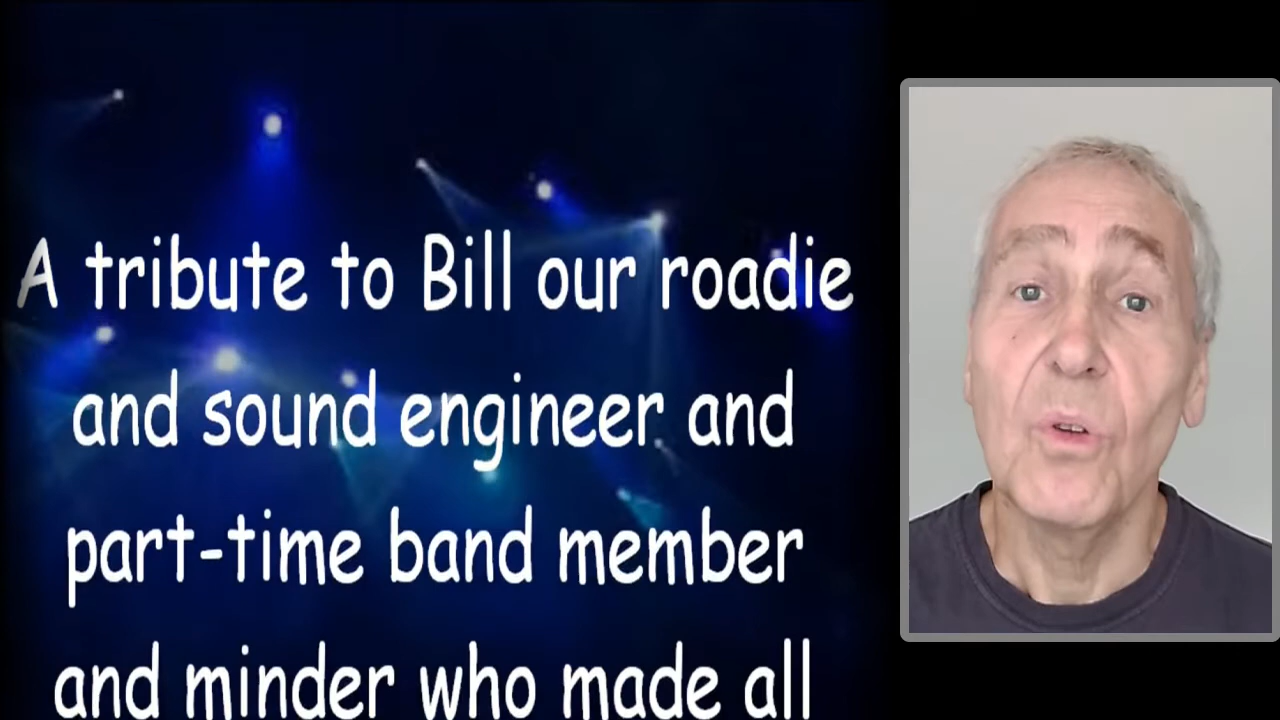 A tribute to Bill our roadie
and sound engineer and
part-time band member
and minder who made all